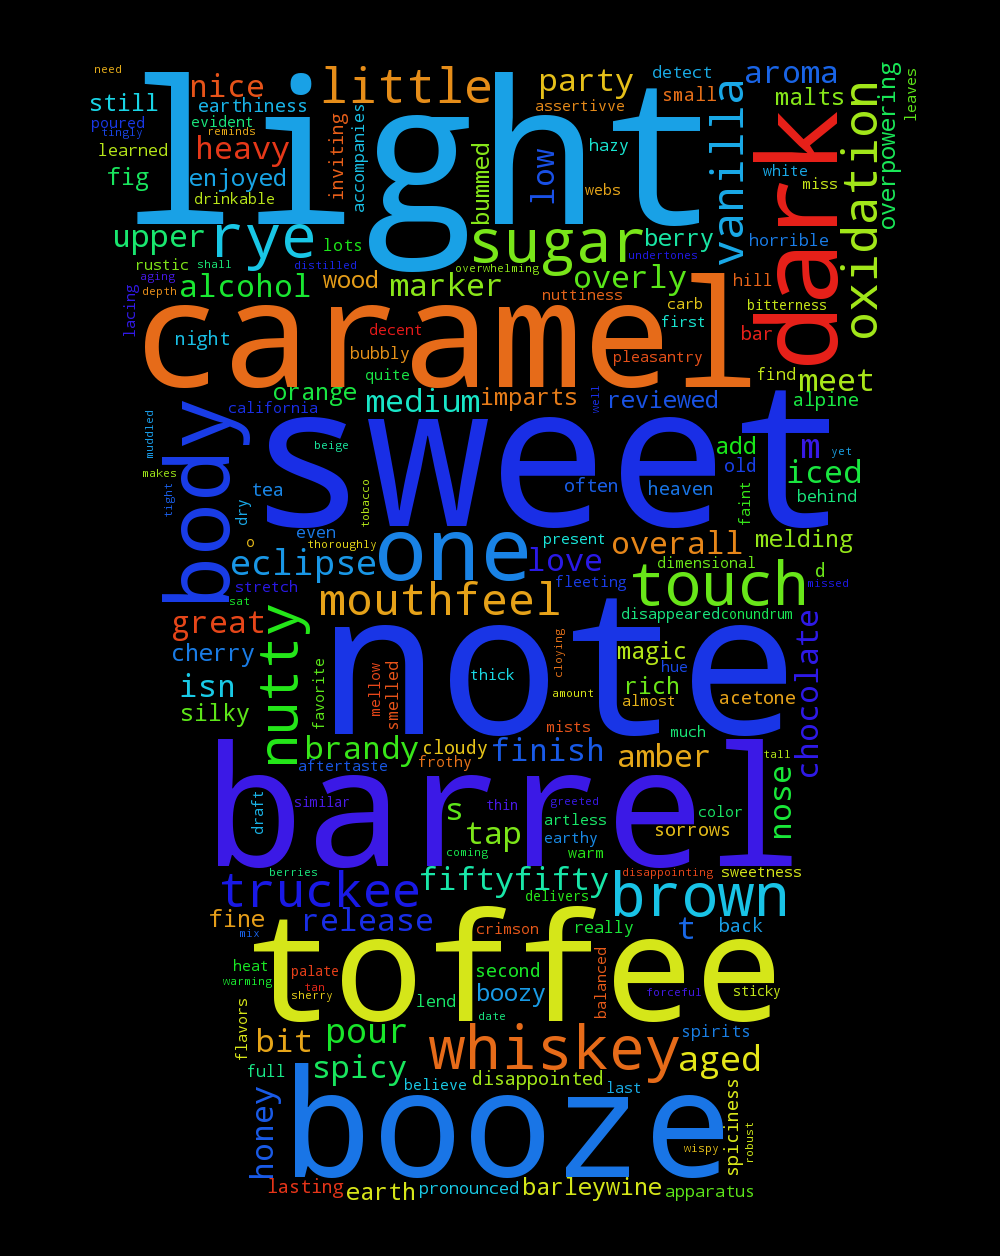 need
nice
little
party
detect
aroma
light
still
earthiness
assertivve
small
vanilla
malts
leaves
poured
tingly
evident
reminds
inviting
accompanies
dark
oxidation
overpowering
learned
heavy
hazy
low
bummed
white
miss
fig
enjoyed
drinkable
webs
upper
rye
lots
sugar
berry
horrible
rustic
shall
distilled
overwhelming
undertones
aging
depth
alcohol
wood
marker
overly
nuttiness
hill
lacing
caramel
carb
first
bitterness
night
decent
bar
bubbly
pleasantry
quite
find
meet
orange
medium
imparts
well
reviewed
alpine
california
body
sweet
muddled
beige
add
m
yet
old
iced
makes
tight
dry
tea
tobacco
often
heaven
faint
behind
o
even
thoroughly
one
present
overall
melding
eclipse
love
dimensional
d
stretch
fleeting
touch
missed
sat
mouthfeel
great
nutty
note
disappeared
conundrum
chocolate
cherry
favorite
mellow
smelled
cloying
magic
hue
isn
thick
rich
silky
amount
almost
acetone
mists
much
brandy
cloudy
finish
amber
aftertaste
frothy
tall
barrel
nose
draft
similar
s
thin
greeted
color
tap
artless
earthy
sorrows
coming
warm
berries
fiftyfifty
disappointing
sweetness
truckee
delivers
brown
fine
release
t
back
mix
toffee
crimson
really
heat
warming
palate
tan
sherry
second
boozy
lend
balanced
forceful
sticky
date
flavors
bit
pour
whiskey
spirits
aged
full
spicy
believe
disappointed
last
honey
booze
spiciness
robust
wispy
lasting
earth
pronounced
barleywine
apparatus